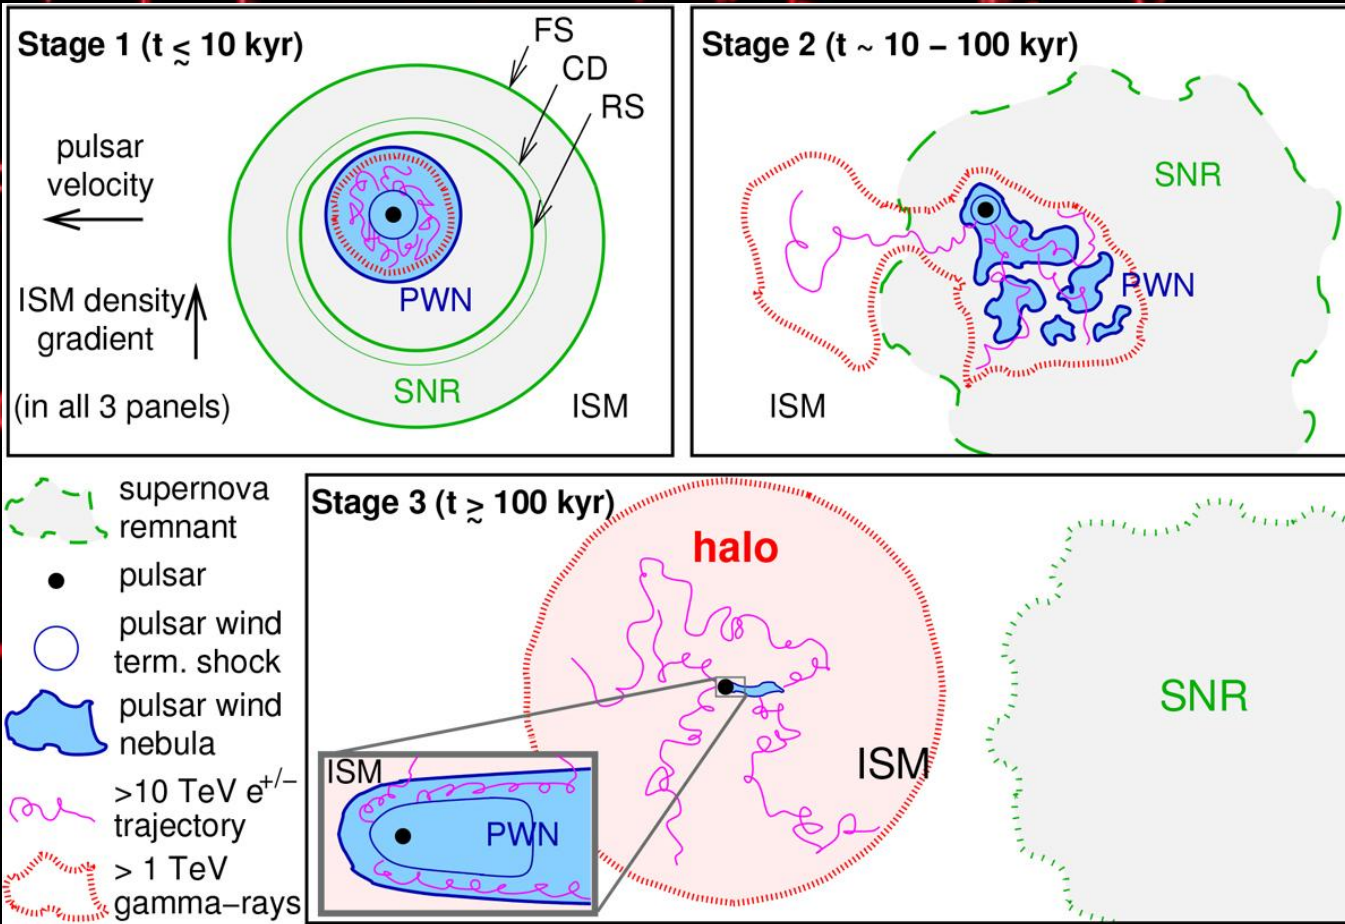 Stage 1 (t ≲ 10 kyr)
FS
CD
RS
pulsar
velocity
ISM density
gradient
(in all 3 panels)
PWN
SNR
ISM
Stage 2 (t ~ 10 − 100 kyr)
SNR
PWN
ISM
supernova
remnant
pulsar
pulsar wind
term. shock
pulsar wind
nebula
>10 TeV e+/−
trajectory
> 1 TeV
gamma−rays
Stage 3 (t ≳ 100 kyr)
halo
ISM
SNR
ISM
PWN